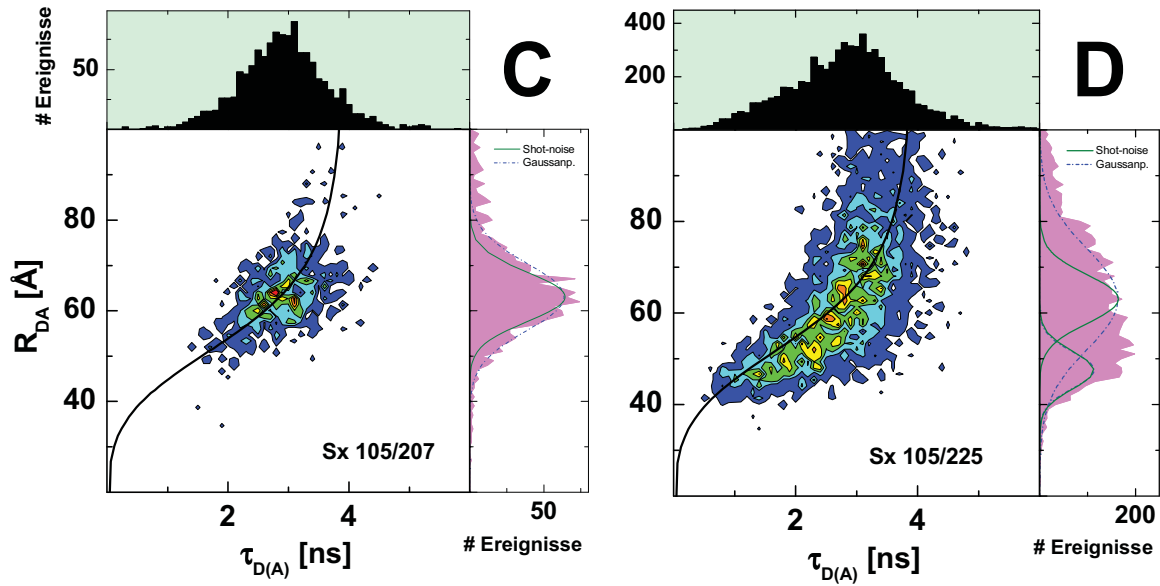 C
# Ereignisse
50
Shot-noise
Gaussanp.
R_DA [Å]
80
60
40
Sx 105/207
2 4
50
τ_D(A) [ns]
# Ereignisse
D
400
200
Shot-noise
Gaussanp.
80
60
40
Sx 105/225
2 4
200
τ_D(A) [ns]
# Ereignisse